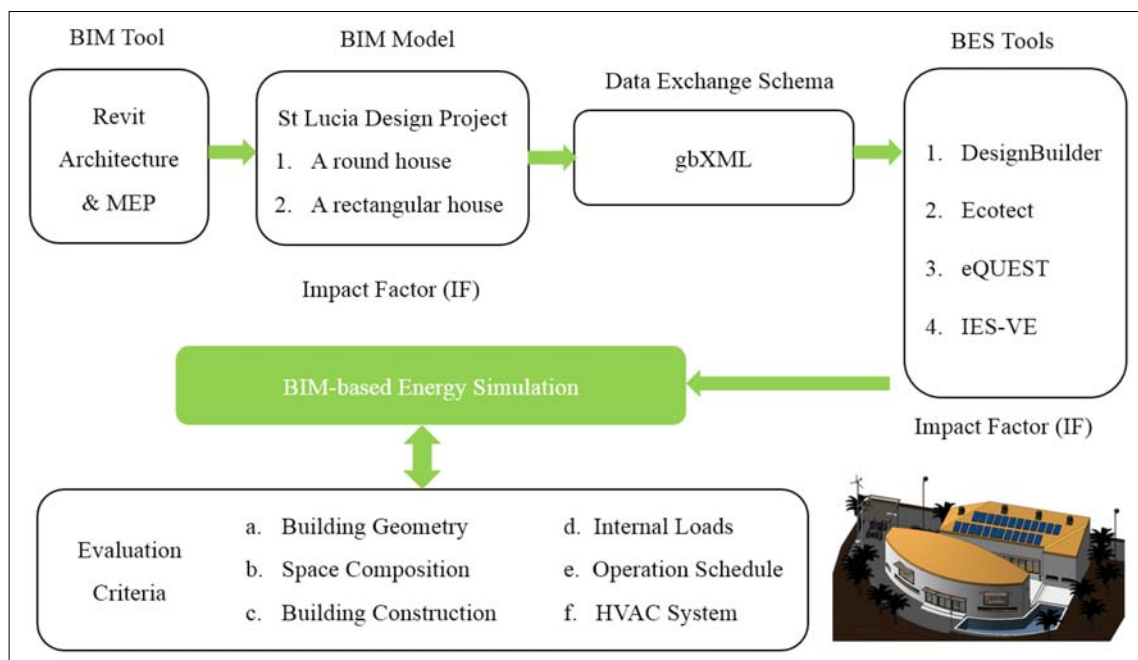 BIM Tool
Revit
Architecture
& MEP
BIM Model
St Lucia Design Project
1. A round house
2. A rectangular house
Impact Factor (IF)
Data Exchange Schema
gbXML
BES Tools
1. DesignBuilder
2. Ecotect
3. eQUEST
4. IES-VE
Impact Factor (IF)
BIM-based Energy Simulation
Evaluation
Criteria
a. Building Geometry
b. Space Composition
c. Building Construction
d. Internal Loads
e. Operation Schedule
f. HVAC System